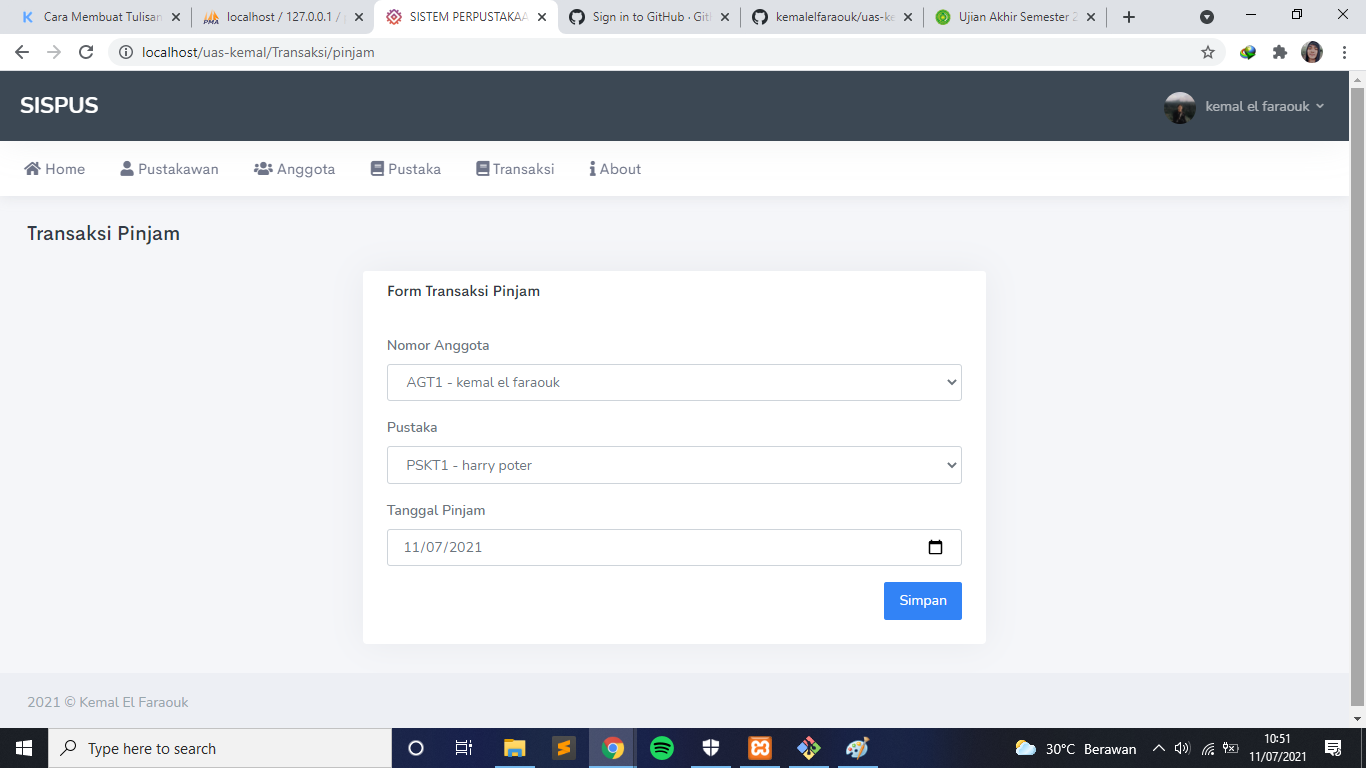 Cara Membuat Tulisan
localhost / 127.0.0.1 /
SISTEM PERPUSTAKAA
Sign in to GitHub · Git
kemalelfaraouk/uas-ke
Ujian Akhir Semester 2
localhost/uas-kemal/Transaksi/pinjam
SISPUS
kemal el faraouk
Home Pustakawan Anggota Pustaka Transaksi About
Transaksi Pinjam
Form Transaksi Pinjam
Nomor Anggota
AGT1 - kemal el faraouk
Pustaka
PSKT1 - harry poter
Tanggal Pinjam
11/07/2021
Simpan
2021 © Kemal El Faraouk
Type here to search
30°C Berawan
10:51
11/07/2021